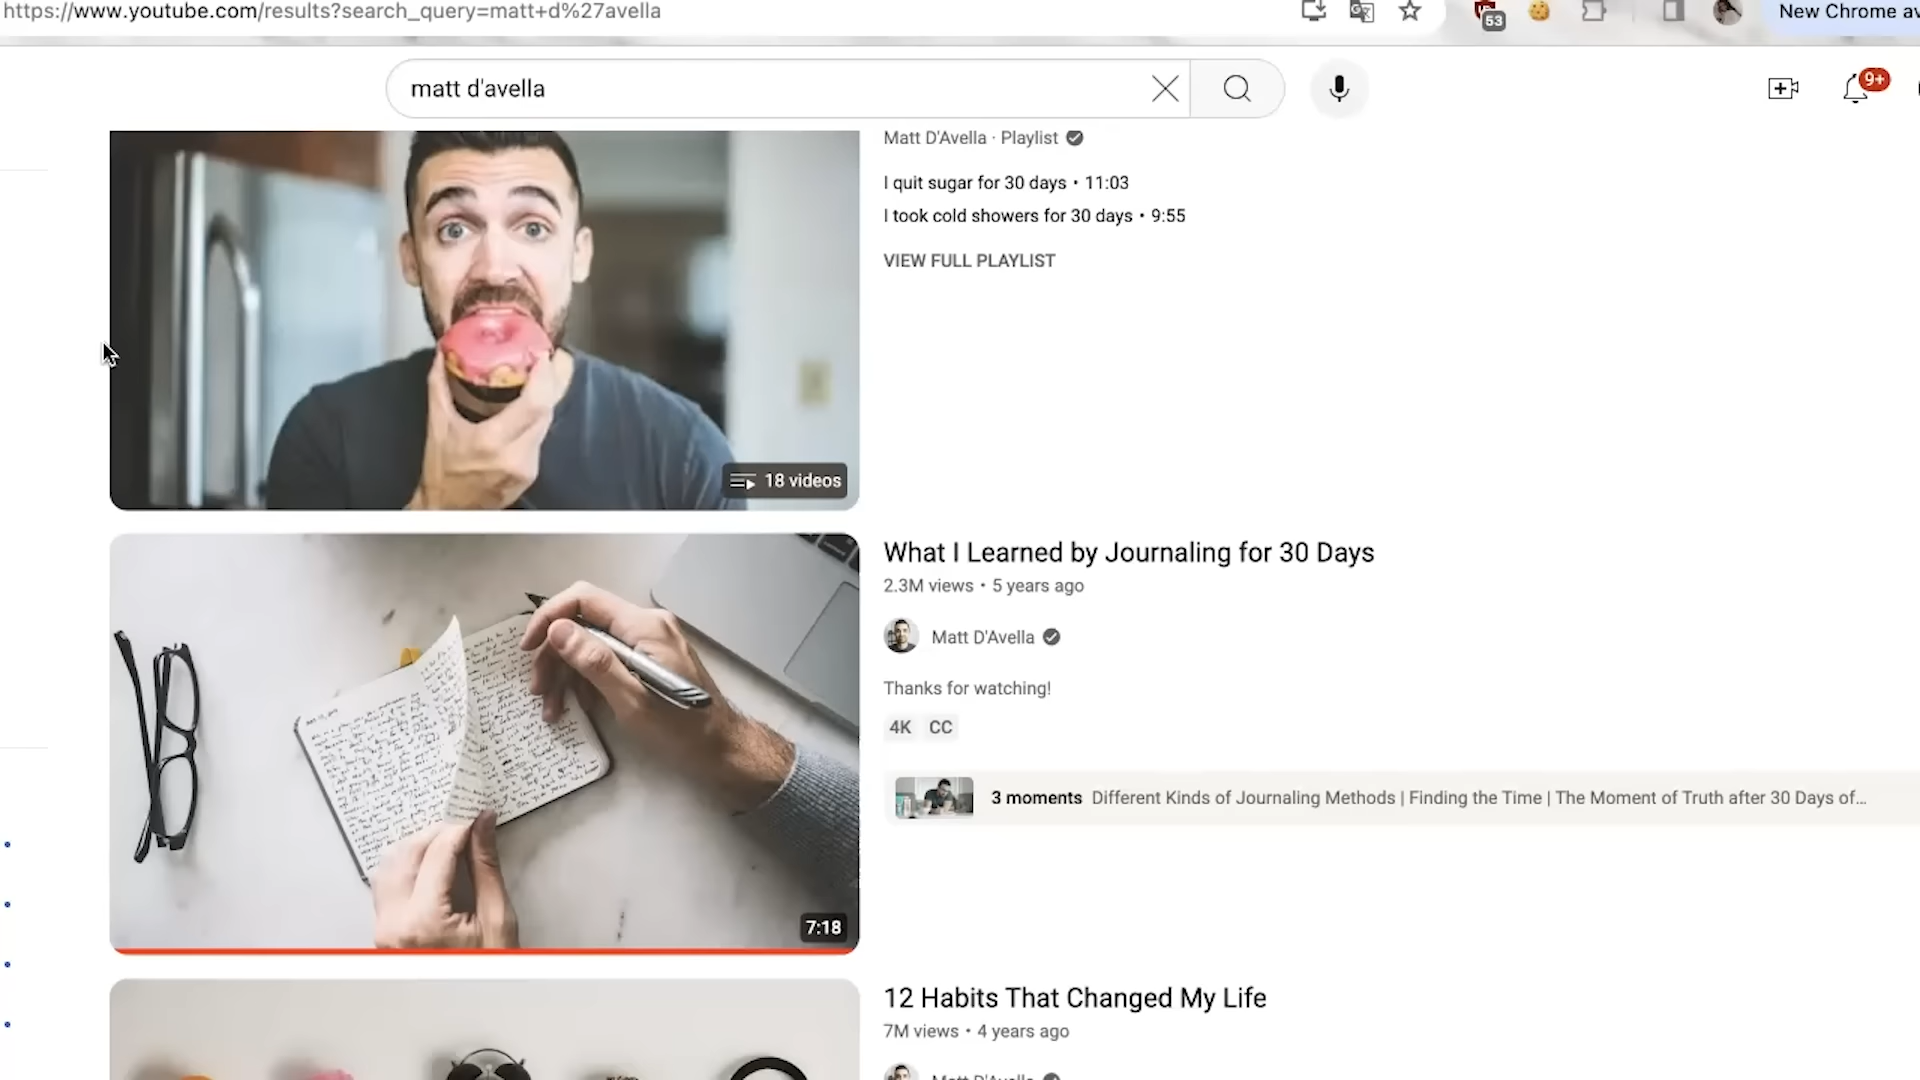 https://www.youtube.com/results?search_query=matt+d%27avella
53
New Chrome av
matt d'avella
9+
Matt D'Avella · Playlist
I quit sugar for 30 days • 11:03
I took cold showers for 30 days • 9:55
VIEW FULL PLAYLIST
18 videos
What I Learned by Journaling for 30 Days
2.3M views • 5 years ago
Matt D'Avella
Thanks for watching!
4K CC
3 moments Different Kinds of Journaling Methods | Finding the Time | The Moment of Truth after 30 Days of...
7:18
12 Habits That Changed My Life
7M views • 4 years ago
Matt D'Avella